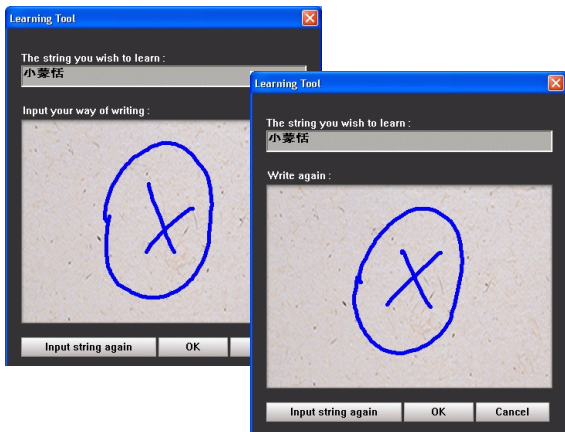 Learning Tool
The string you wish to learn :
小蒙恬
Input your way of writing :
Input string again
OK
Learning Tool
The string you wish to learn :
小蒙恬
Write again :
Input string again
OK
Cancel